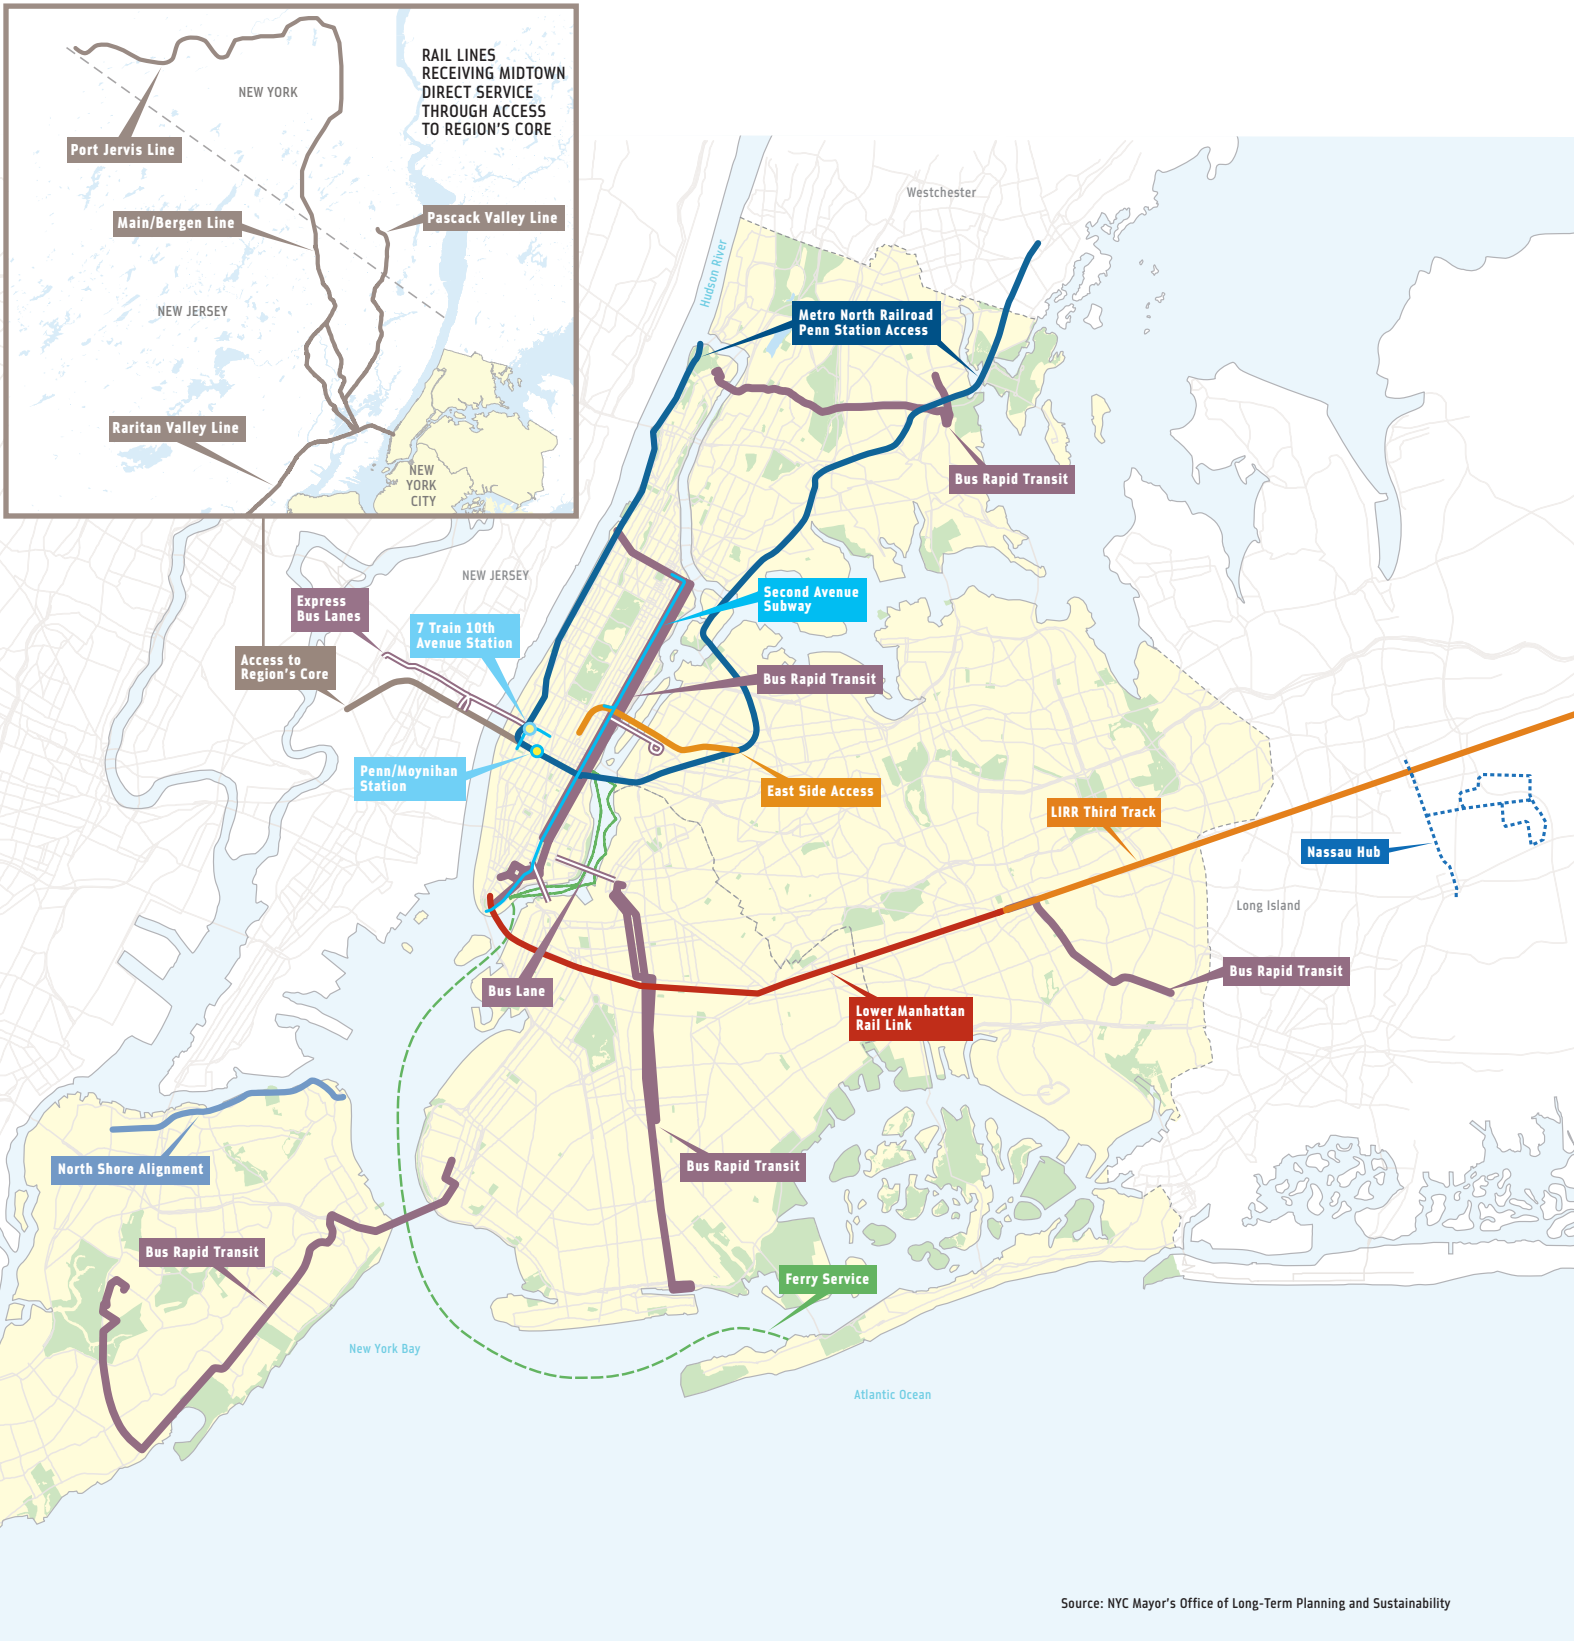 RAIL LINES
RECEIVING MIDTOWN
DIRECT SERVICE
THROUGH ACCESS
TO REGION'S CORE
NEW YORK
Port Jervis Line
Main/Bergen Line
Pascack Valley Line
NEW JERSEY
Raritan Valley Line
NEW
YORK
CITY
Westchester
Hudson River
Metro North Railroad
Penn Station Access
Bus Rapid Transit
NEW JERSEY
Express
Bus Lanes
7 Train 10th
Avenue Station
Second Avenue
Subway
Access to
Region's Core
Bus Rapid Transit
Penn/Moynihan
Station
East Side Access
LIRR Third Track
Nassau Hub
Long Island
Bus Rapid Transit
Bus Lane
Lower Manhattan
Rail Link
North Shore Alignment
Bus Rapid Transit
Bus Rapid Transit
Ferry Service
New York Bay
Atlantic Ocean
Source: NYC Mayor's Office of Long-Term Planning and Sustainability